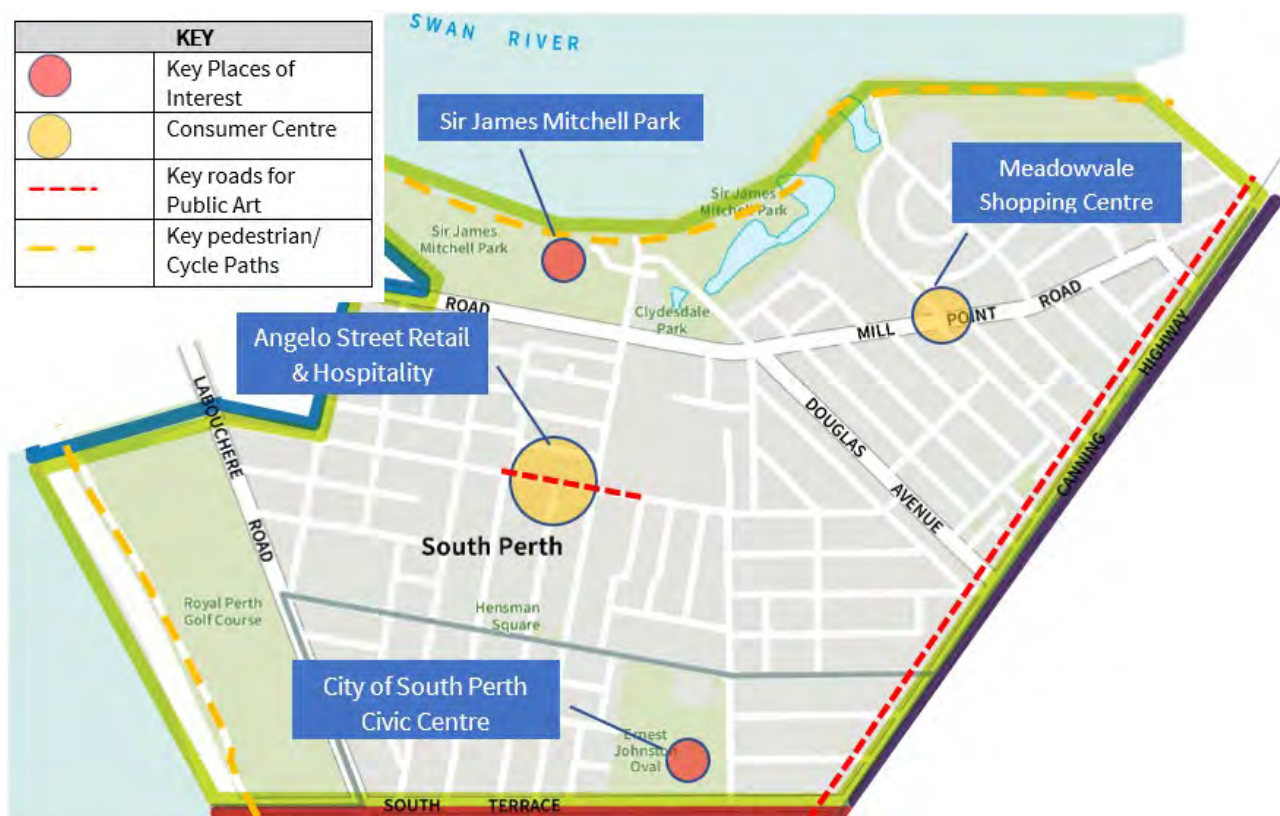 KEY
Key Places of
Interest
Consumer Centre
Key roads for
Public Art
Key pedestrian/
Cycle Paths
SWAN RIVER
Sir James Mitchell Park
Meadowvale
Shopping Centre
Sir James
Mitchell Park
Sir James
Mitchell Park
ROAD
Clydesdale
Park
MILL POINT ROAD
Angelo Street Retail
& Hospitality
LABOUCHERE
ROAD
DOUGLAS
AVENUE
CANNING HIGHWAY
South Perth
Royal Perth
Golf Course
Hensman
Square
City of South Perth
Civic Centre
Ernest
Johnston
Oval
SOUTH TERRACE